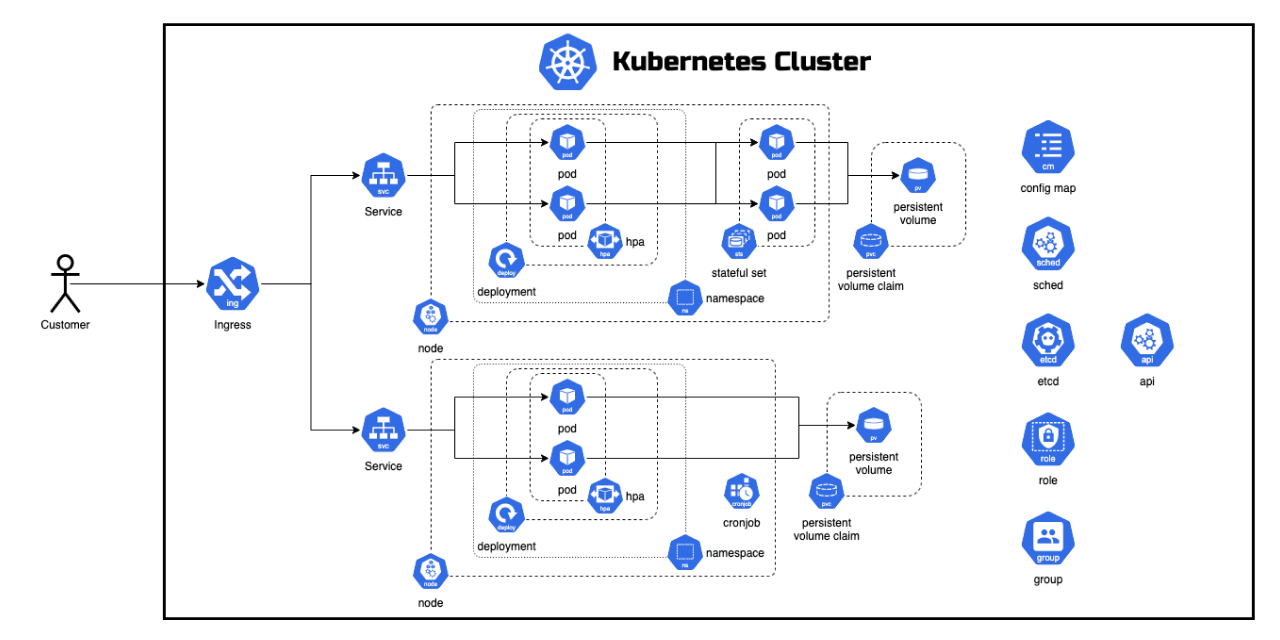 Kubernetes Cluster
pod
pod
cm
pod
pod
config map
svc
pv
Service
persistent
volume
pod
pod
pod
pod
hpa
hpa
sts
pvc
sched
deploy
stateful set
persistent
volume claim
sched
deployment
ing
ns
namespace
Customer
Ingress
node
node
etcd
api
etcd
api
pod
pod
svc
pv
Service
pod
persistent
volume
role
pod
hpa
hpa
cronjob
pvc
role
deploy
cronjob
persistent
volume claim
deployment
ns
namespace
group
node
group
node